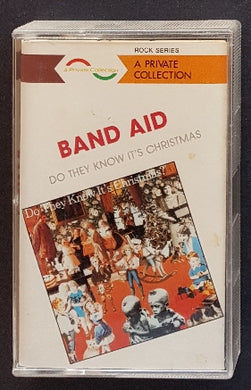 ROCK SERIES
a Private Collection
A PRIVATE
COLLECTION
BAND AID
DO THEY KNOW IT'S CHRISTMAS
Do They Know It's Christmas?